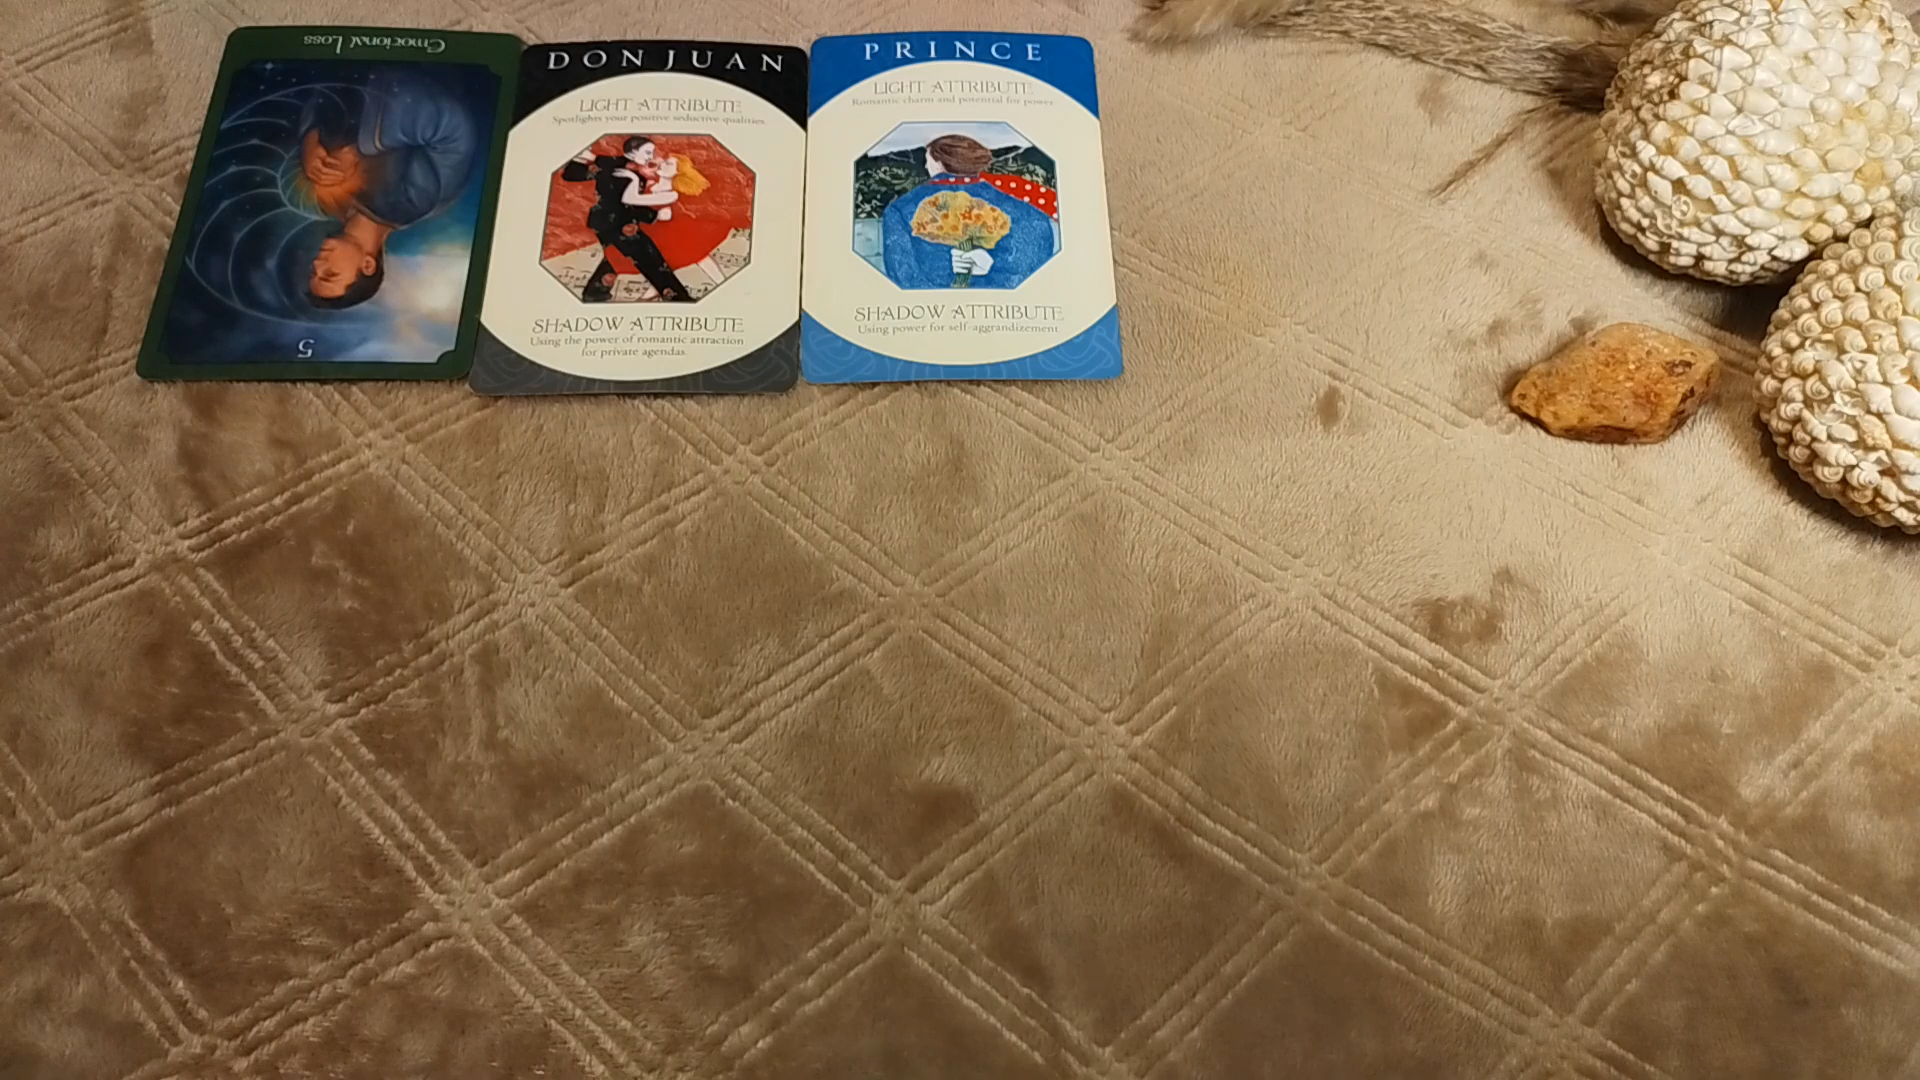 Emotional Loss
5
DON JUAN
LIGHT ATTRIBUTE
Spotlights your positive seductive qualities.
SHADOW ATTRIBUTE
Using the power of romantic attraction
for private agendas.
PRINCE
LIGHT ATTRIBUTE
Romantic charm and potential for power.
SHADOW ATTRIBUTE
Using power for self-aggrandizement.